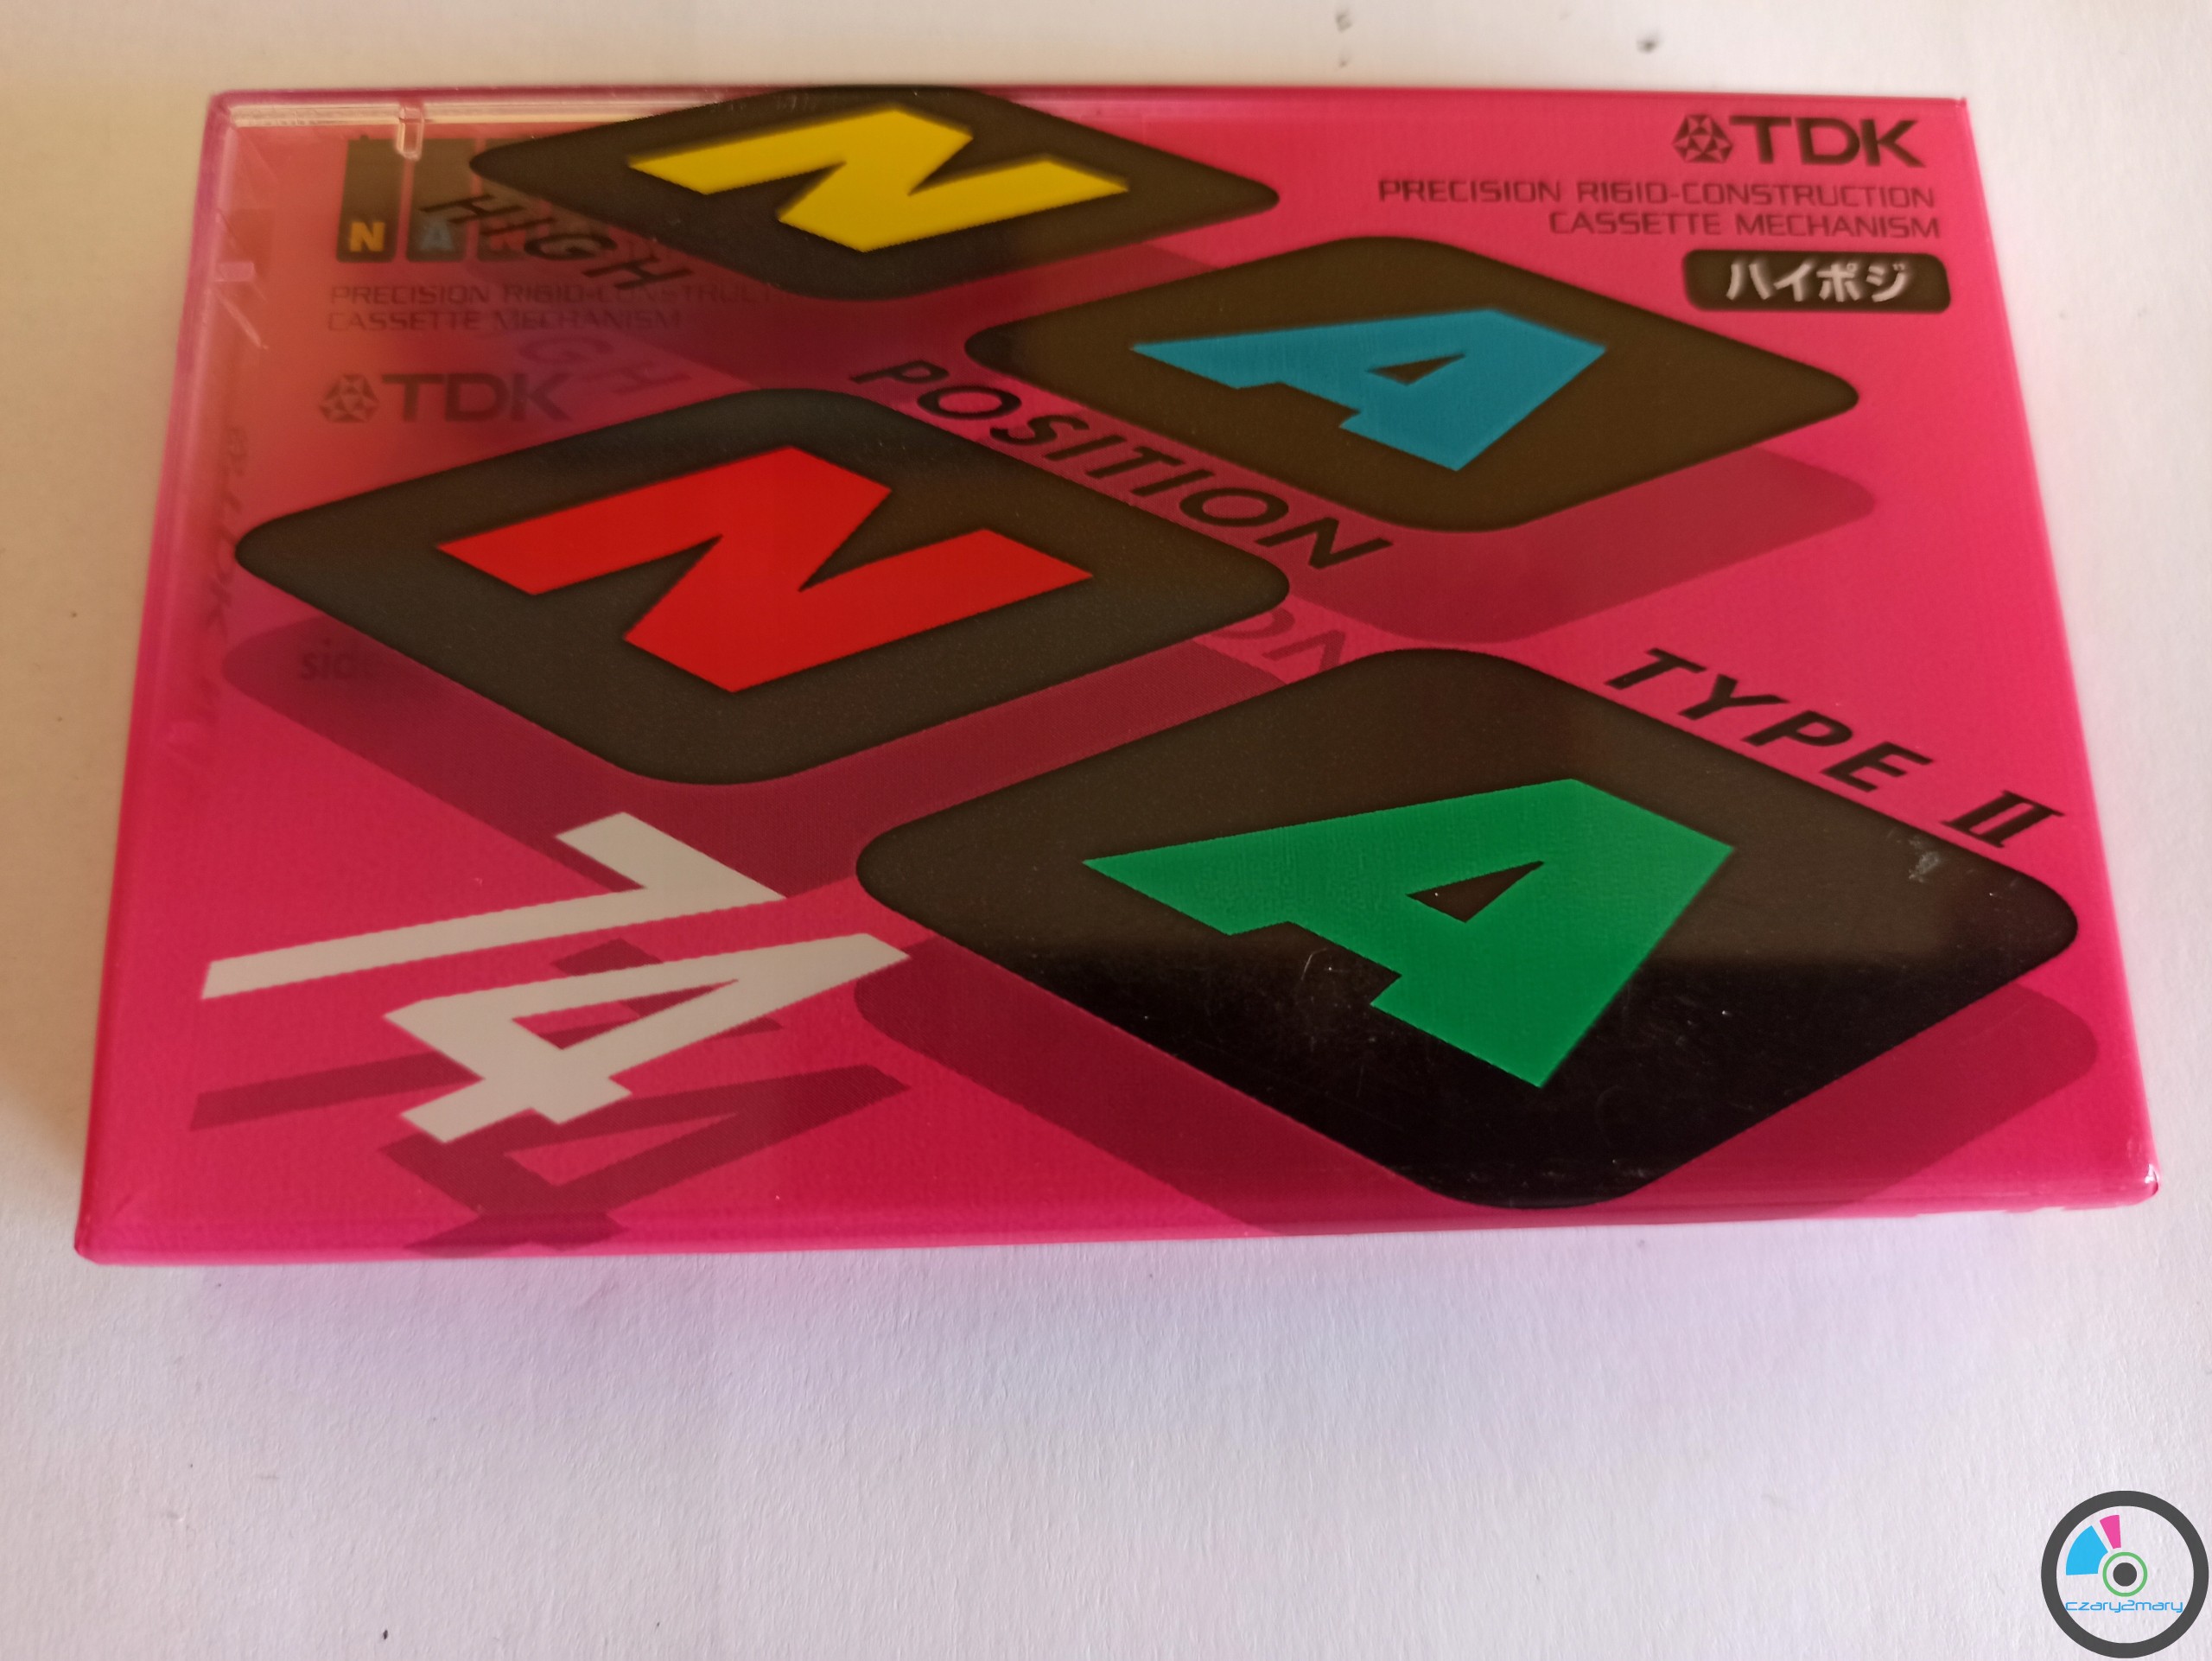 TDK
PRECISION RIGID-CONSTRUCTION
CASSETTE MECHANISM
ハイポジ
N
A
N
A
HIGH
POSITION
TYPE II
74
N A
PRECISION RIGID-CONSTRUCT
CASSETTE MECHANISM
TDK
czary2mary